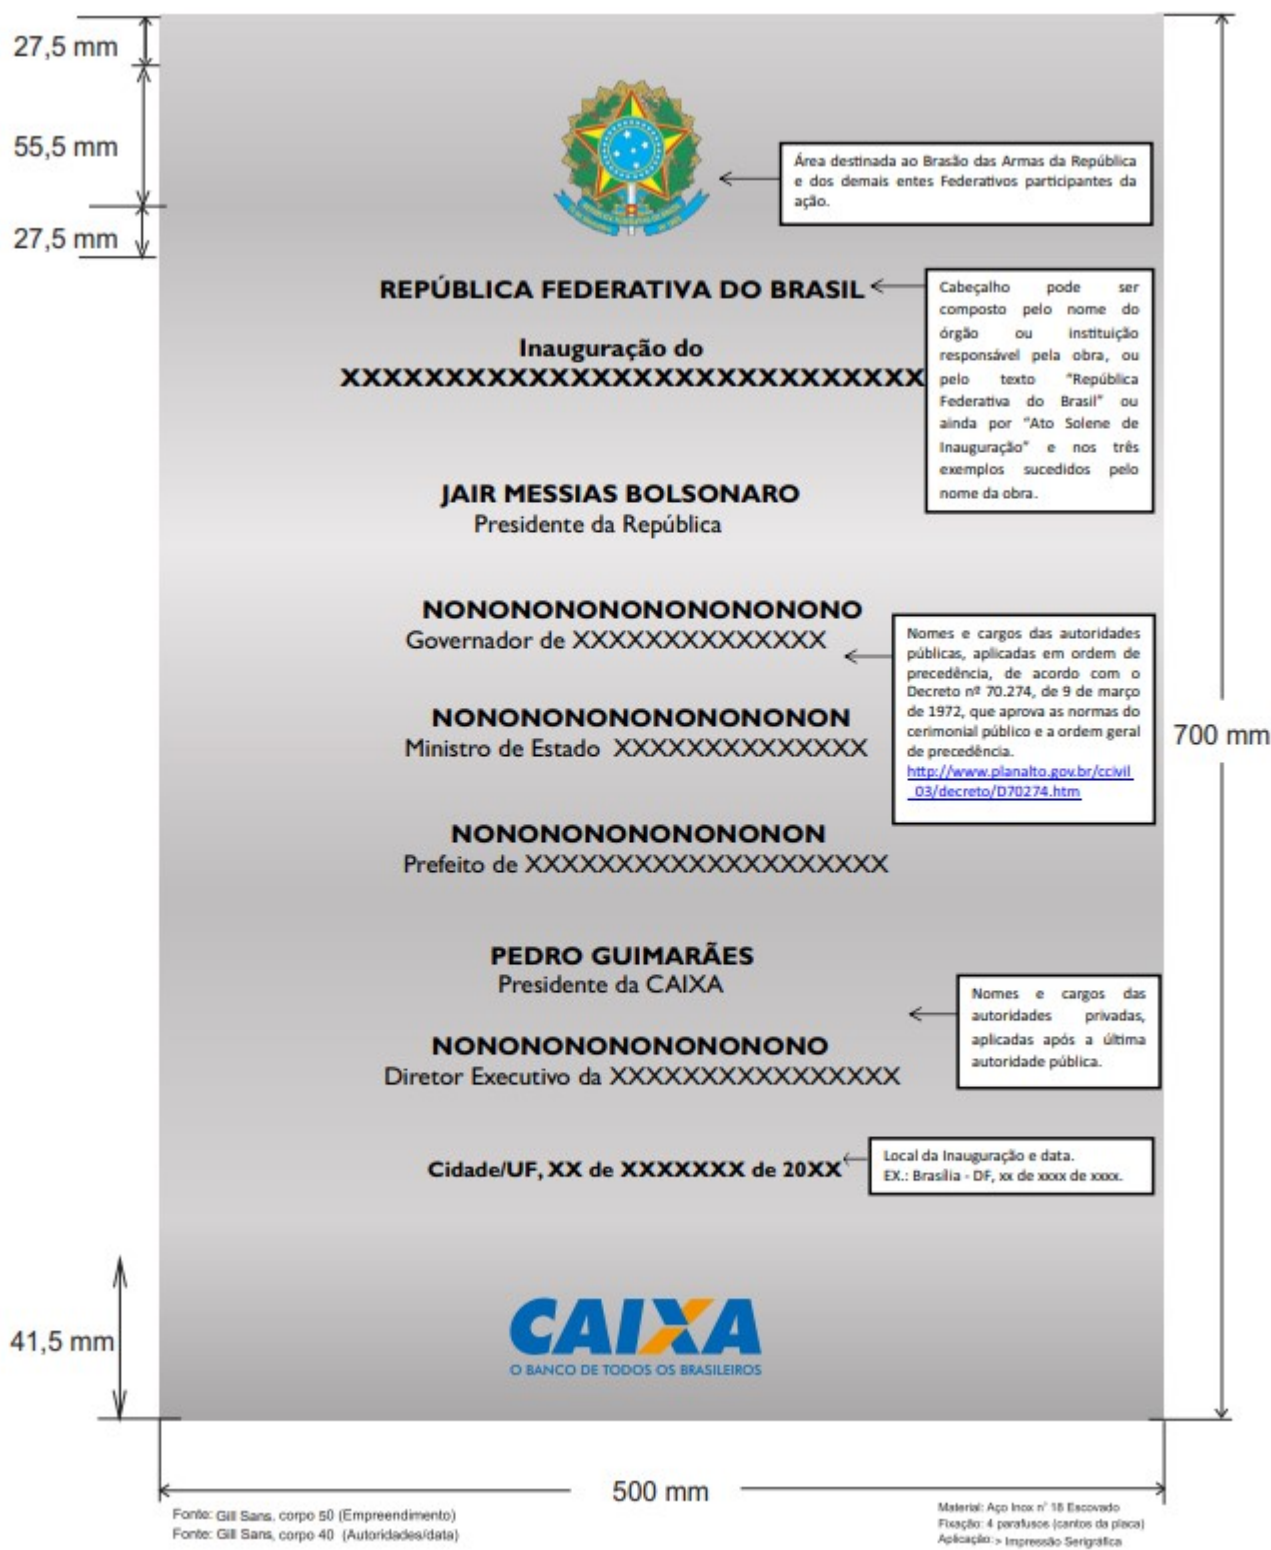 27,5 mm
55,5 mm
27,5 mm
Área destinada ao Brasão das Armas da República
e dos demais entes Federativos participantes da
ação.
REPÚBLICA FEDERATIVA DO BRASIL
Inauguração do
XXXXXXXXXXXXXXXXXXXXXXXXXXXX
Cabeçalho pode ser
composto pelo nome do
órgão ou instituição
responsável pela obra, ou
pelo texto "República
Federativa do Brasil" ou
ainda por "Ato Solene de
Inauguração" e nos três
exemplos sucedidos pelo
nome da obra.
JAIR MESSIAS BOLSONARO
Presidente da República
NONONONONONONONONONO
Governador de XXXXXXXXXXXXXX
NONONONONONONONONON
Ministro de Estado XXXXXXXXXXXXXX
Nomes e cargos das autoridades
públicas, aplicadas em ordem de
precedência, de acordo com o
Decreto nº 70.274, de 9 de março
de 1972, que aprova as normas do
cerimonial público e a ordem geral
de precedência.
http://www.planalto.gov.br/ccivil
_03/decreto/D70274.htm
700 mm
NONONONONONONONON
Prefeito de XXXXXXXXXXXXXXXXXXXX
PEDRO GUIMARÃES
Presidente da CAIXA
NONONONONONONONONO
Diretor Executivo da XXXXXXXXXXXXXXXX
Nomes e cargos das
autoridades privadas,
aplicadas após a última
autoridade pública.
Cidade/UF, XX de XXXXXXX de 20XX
Local da Inauguração e data.
EX.: Brasília - DF, xx de xxxx de xxxx.
41,5 mm
CAIXA
O BANCO DE TODOS OS BRASILEIROS
500 mm
Fonte: Gill Sans, corpo 50 (Empreendimento)
Fonte: Gill Sans, corpo 40 (Autoridades/data)
Material: Aço Inox n° 18 Escovado
Fixação: 4 parafusos (cantos da placa)
Aplicação: > Impressão Serigráfica